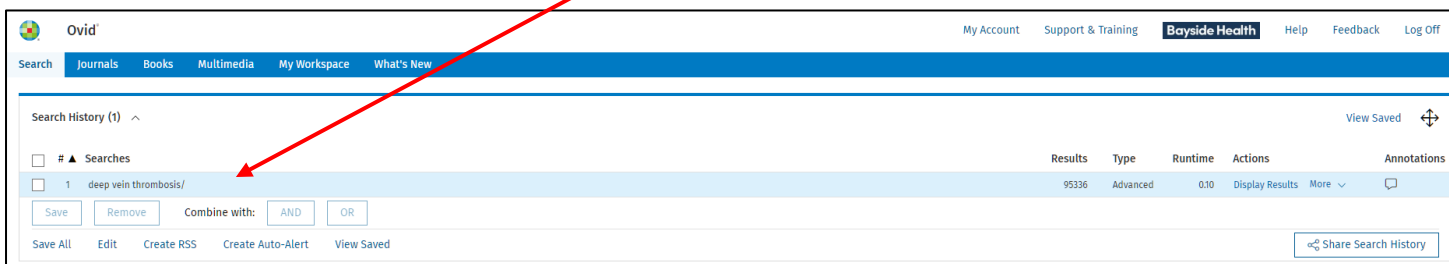 Ovid® My Account Support & Training Bayside Health Help Feedback Log Off
Search Journals Books Multimedia My Workspace What's New
Search History (1) View Saved
# ▲ Searches Results Type Runtime Actions Annotations
1 deep vein thrombosis/ 95336 Advanced 0.10 Display Results More
Save Remove Combine with: AND OR
Save All Edit Create RSS Create Auto-Alert View Saved Share Search History